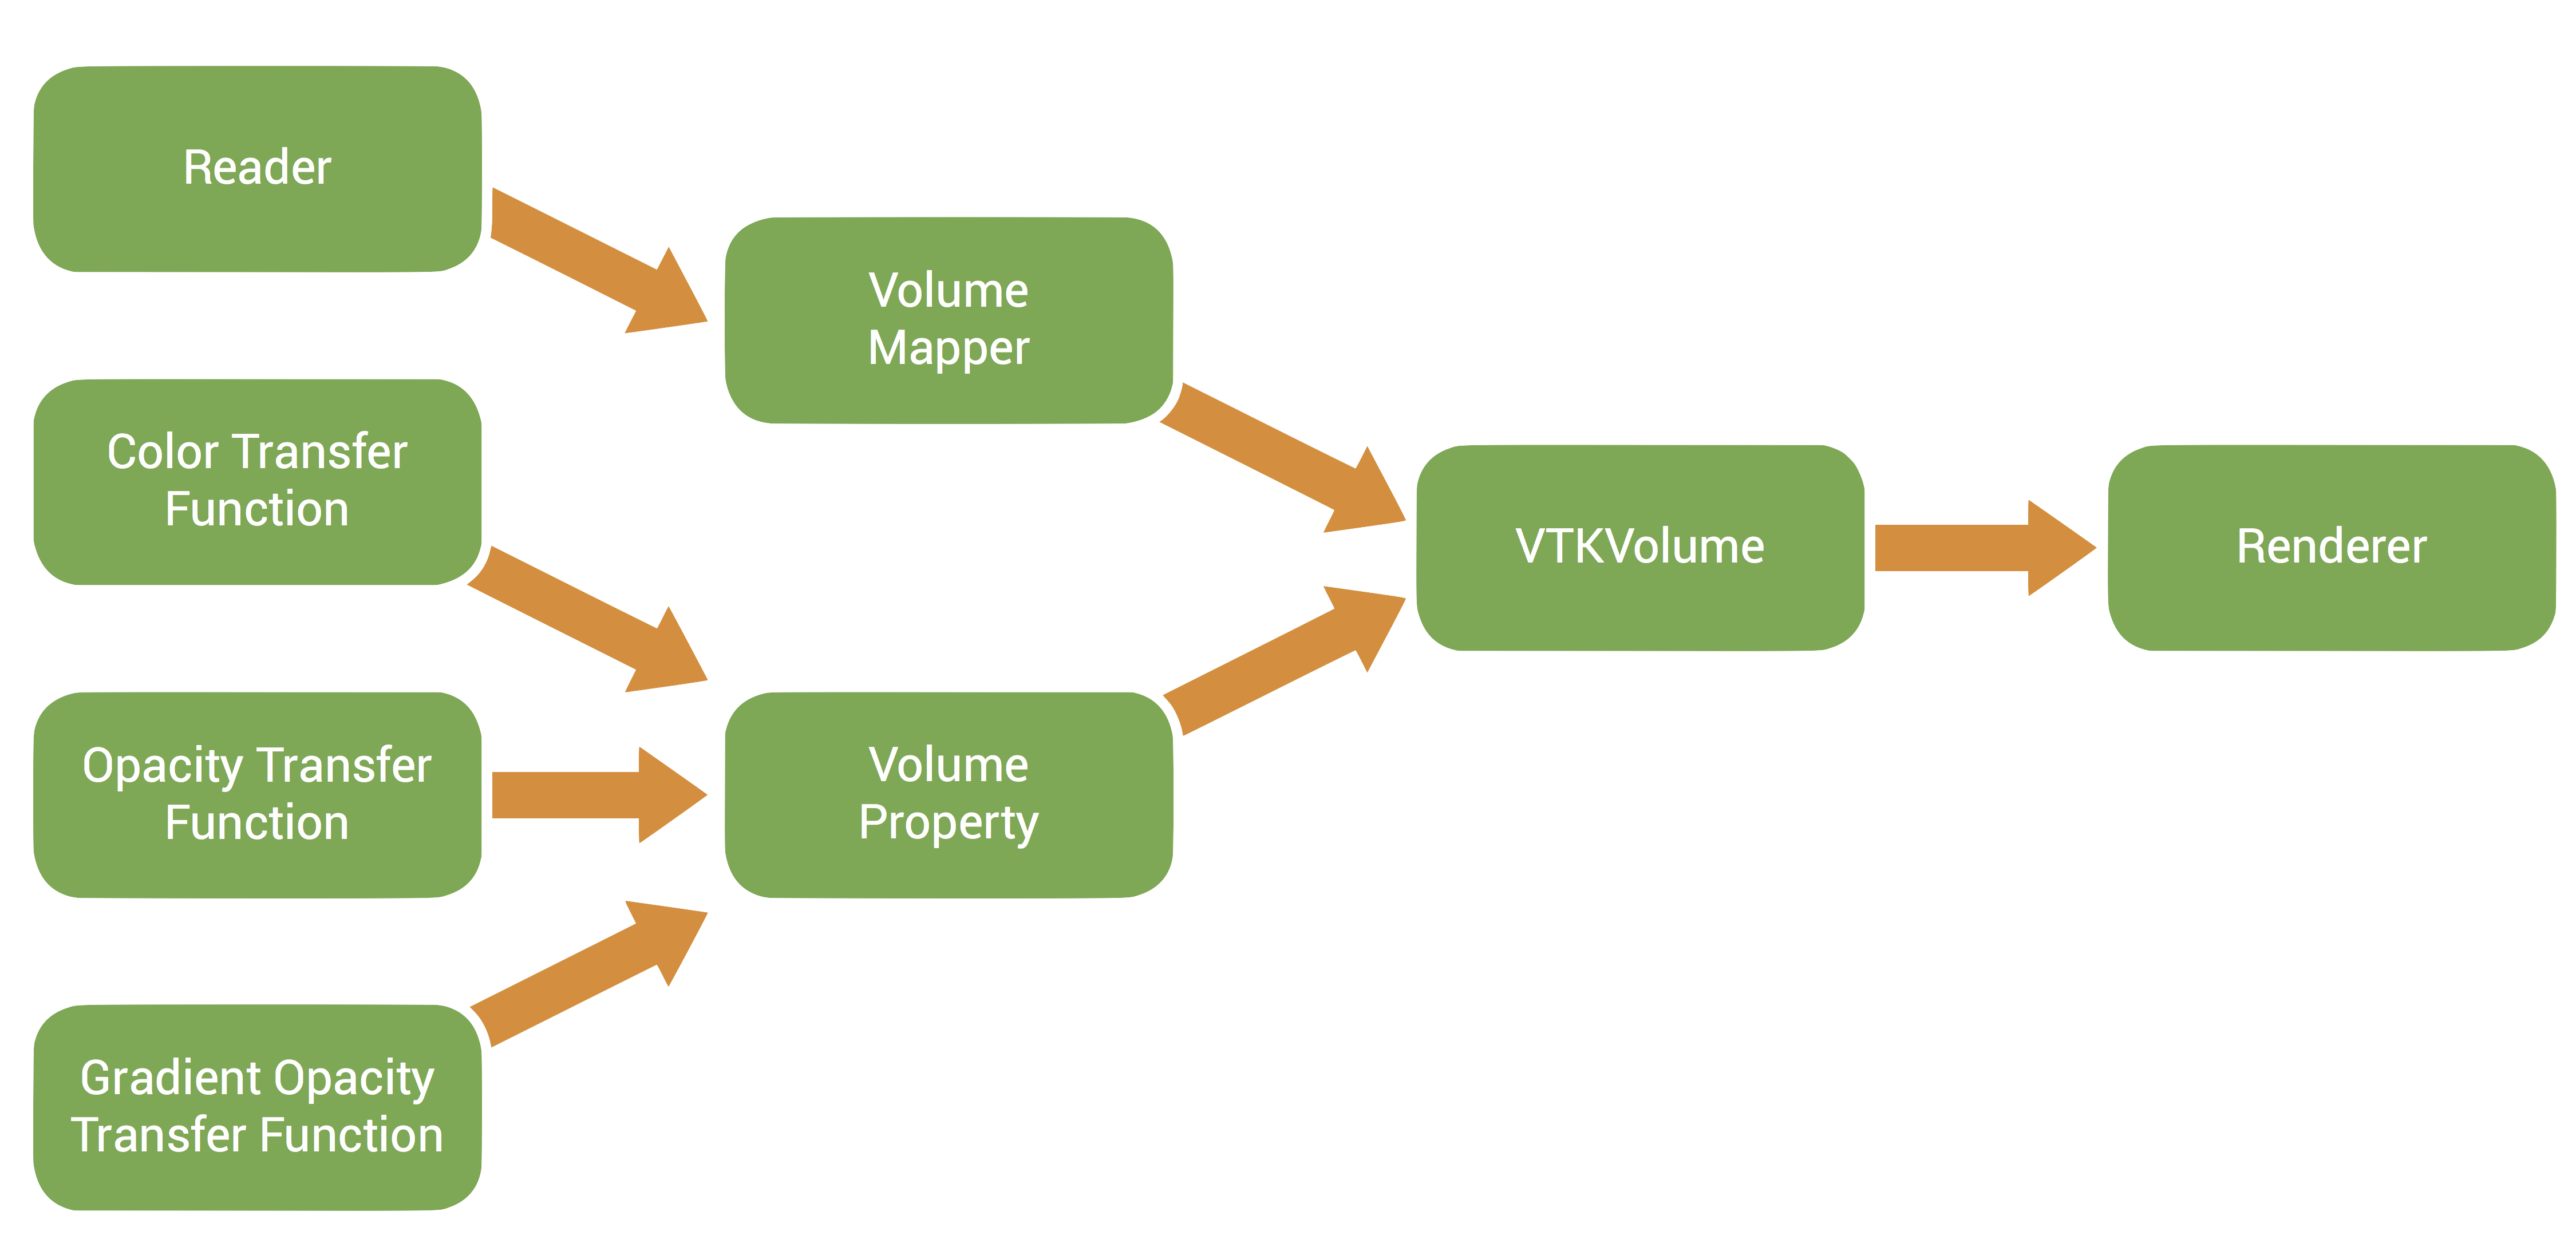 Reader
Color Transfer
Function
Opacity Transfer
Function
Gradient Opacity
Transfer Function
Volume
Mapper
Volume
Property
VTKVolume
Renderer